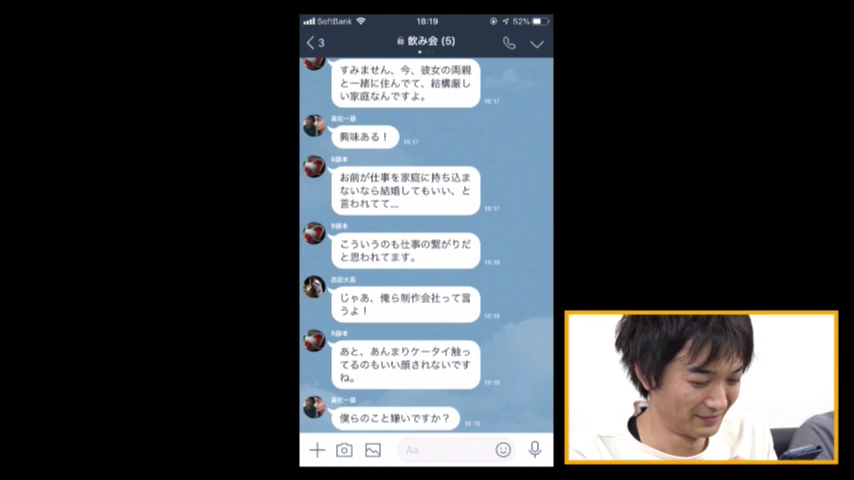 SoftBank 18:19 52%
3 飲み会 (5)
すみません、今、彼女の両親
と一緒に住んでて、結構厳し
い家庭なんですよ。
18:17
興味ある！
18:17
お前が仕事を家庭に持ち込ま
ないなら結婚してもいい、と
言われてて...
18:17
こういうのも仕事の繋がりだ
と思われてます。
18:18
じゃあ、俺ら制作会社って言
うよ！
18:18
あと、あんまりケータイ触っ
てるのもいい顔されないです
ね。
18:18
僕らのこと嫌いですか？
18:19
Aa